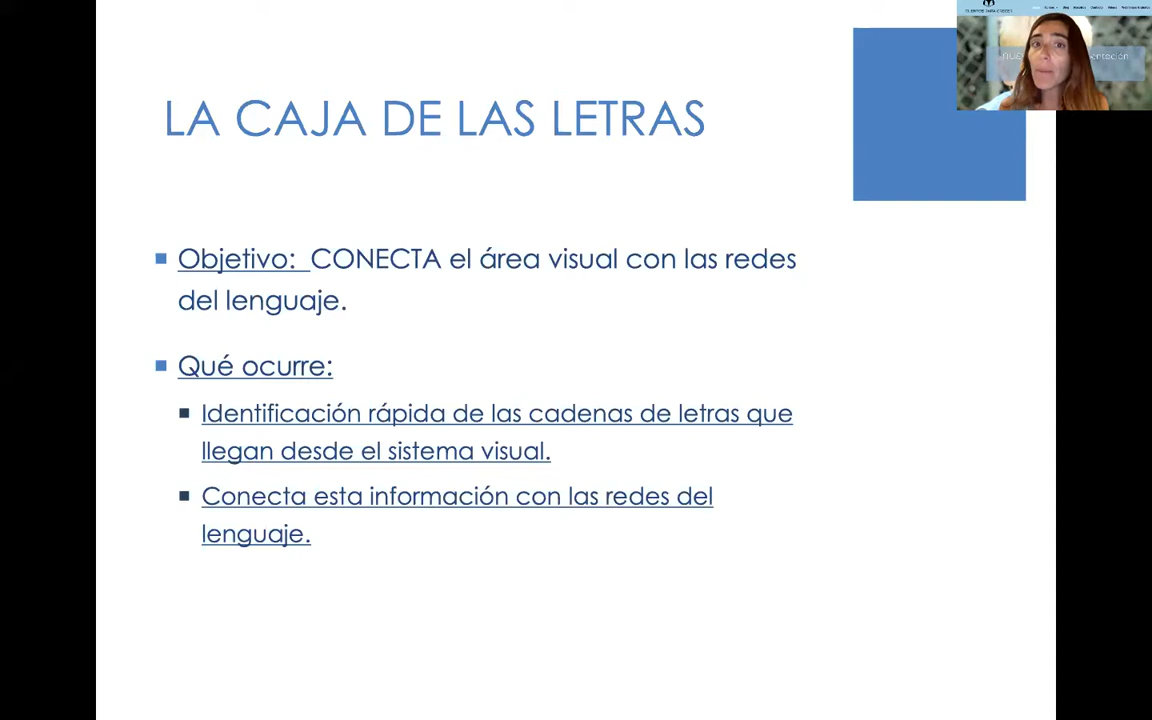 LA CAJA DE LAS LETRAS
Objetivo: CONECTA el área visual con las redes
del lenguaje.
Qué ocurre:
Identificación rápida de las cadenas de letras que
llegan desde el sistema visual.
Conecta esta información con las redes del
lenguaje.